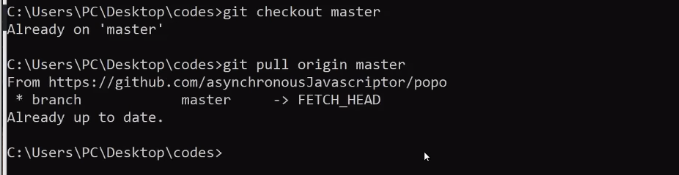 C:\Users\PC\Desktop\codes>git checkout master
Already on 'master'
C:\Users\PC\Desktop\codes>git pull origin master
From https://github.com/asynchronousJavascriptor/popo
 * branch            master     -> FETCH_HEAD
Already up to date.
C:\Users\PC\Desktop\codes>